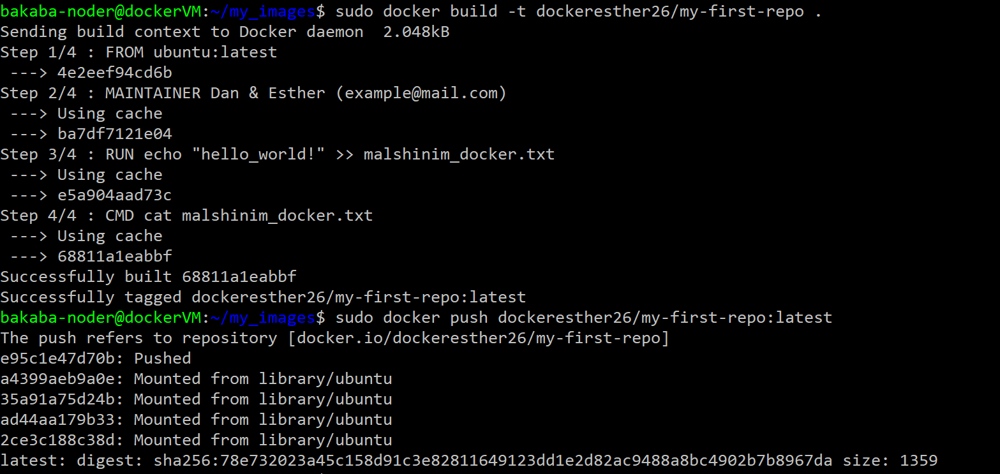 bakaba-noder@dockerVM:~/my_images$ sudo docker build -t dockeresther26/my-first-repo .
Sending build context to Docker daemon  2.048kB
Step 1/4 : FROM ubuntu:latest
 ---> 4e2eef94cd6b
Step 2/4 : MAINTAINER Dan & Esther (example@mail.com)
 ---> Using cache
 ---> ba7df7121e04
Step 3/4 : RUN echo "hello_world!" >> malshinim_docker.txt
 ---> Using cache
 ---> e5a904aad73c
Step 4/4 : CMD cat malshinim_docker.txt
 ---> Using cache
 ---> 68811a1eabbf
Successfully built 68811a1eabbf
Successfully tagged dockeresther26/my-first-repo:latest
bakaba-noder@dockerVM:~/my_images$ sudo docker push dockeresther26/my-first-repo:latest
The push refers to repository [docker.io/dockeresther26/my-first-repo]
e95c1e47d70b: Pushed
a4399aeb9a0e: Mounted from library/ubuntu
35a91a75d24b: Mounted from library/ubuntu
ad44aa179b33: Mounted from library/ubuntu
2ce3c188c38d: Mounted from library/ubuntu
latest: digest: sha256:78e732023a45c158d91c3e82811649123dd1e2d82ac9488a8bc4902b7b8967da size: 1359